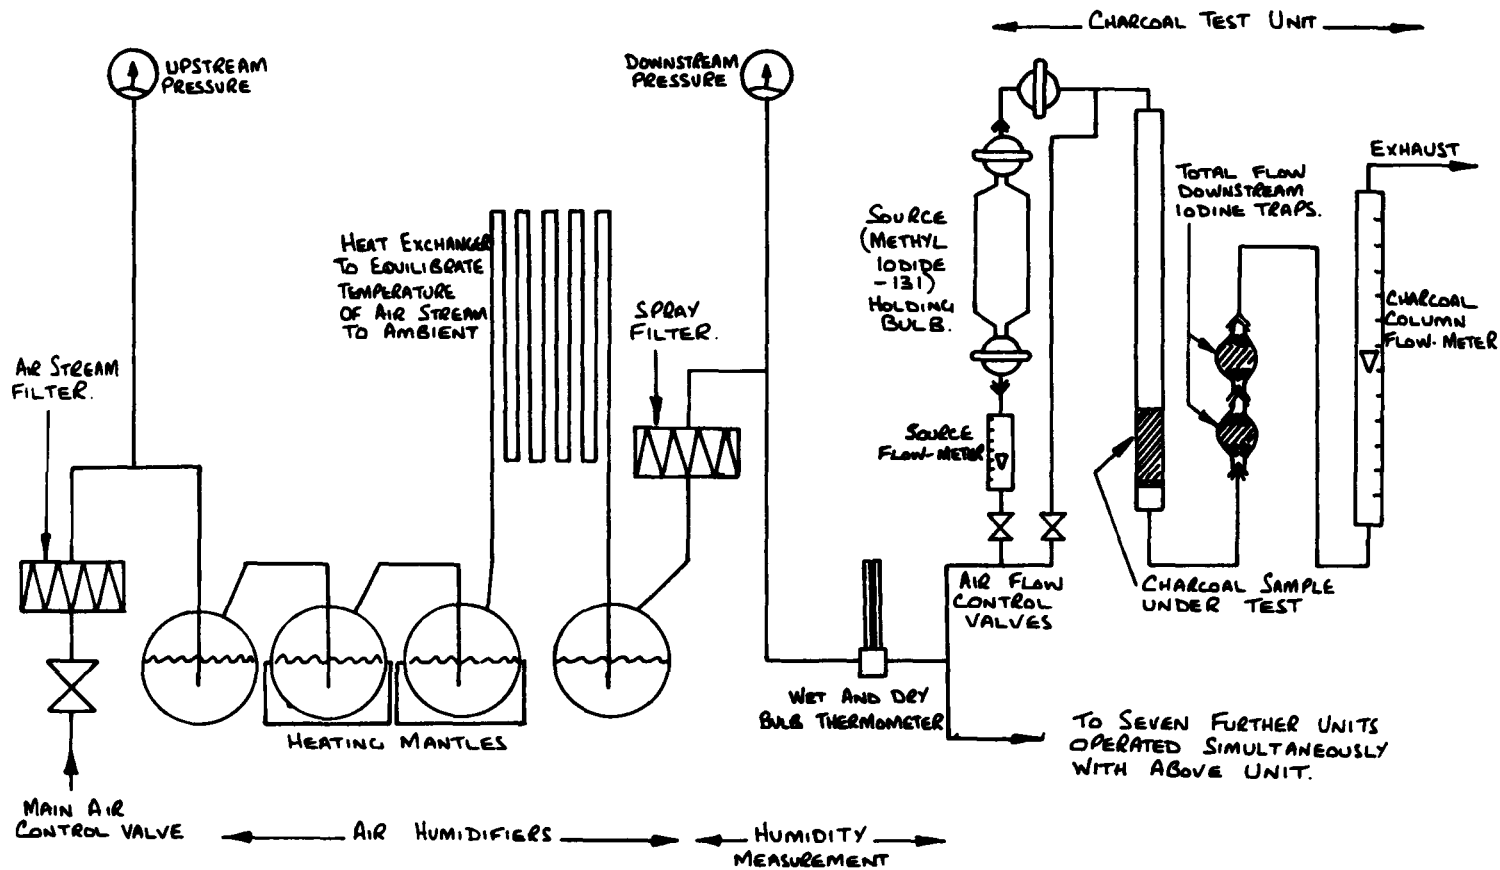 CHARCOAL TEST UNIT
UPSTREAM
PRESSURE
DOWNSTREAM
PRESSURE
EXHAUST
TOTAL FLOW
DOWNSTREAM
IODINE TRAPS.
SOURCE
(METHYL
IODIDE
-131)
HOLDING
BULB.
HEAT EXCHANGER
TO EQUILIBRATE
TEMPERATURE
OF AIR STREAM
TO AMBIENT
SPRAY
FILTER.
CHARCOAL
COLUMN
FLOW-METER
AIR STREAM
FILTER.
SOURCE
FLOW-METER
AIR FLOW
CONTROL
VALVES
CHARCOAL SAMPLE
UNDER TEST
WET AND DRY
BULB THERMOMETER
HEATING MANTLES
TO SEVEN FURTHER UNITS
OPERATED SIMULTANEOUSLY
WITH ABOVE UNIT.
MAIN AIR
CONTROL VALVE
AIR HUMIDIFIERS
HUMIDITY
MEASUREMENT